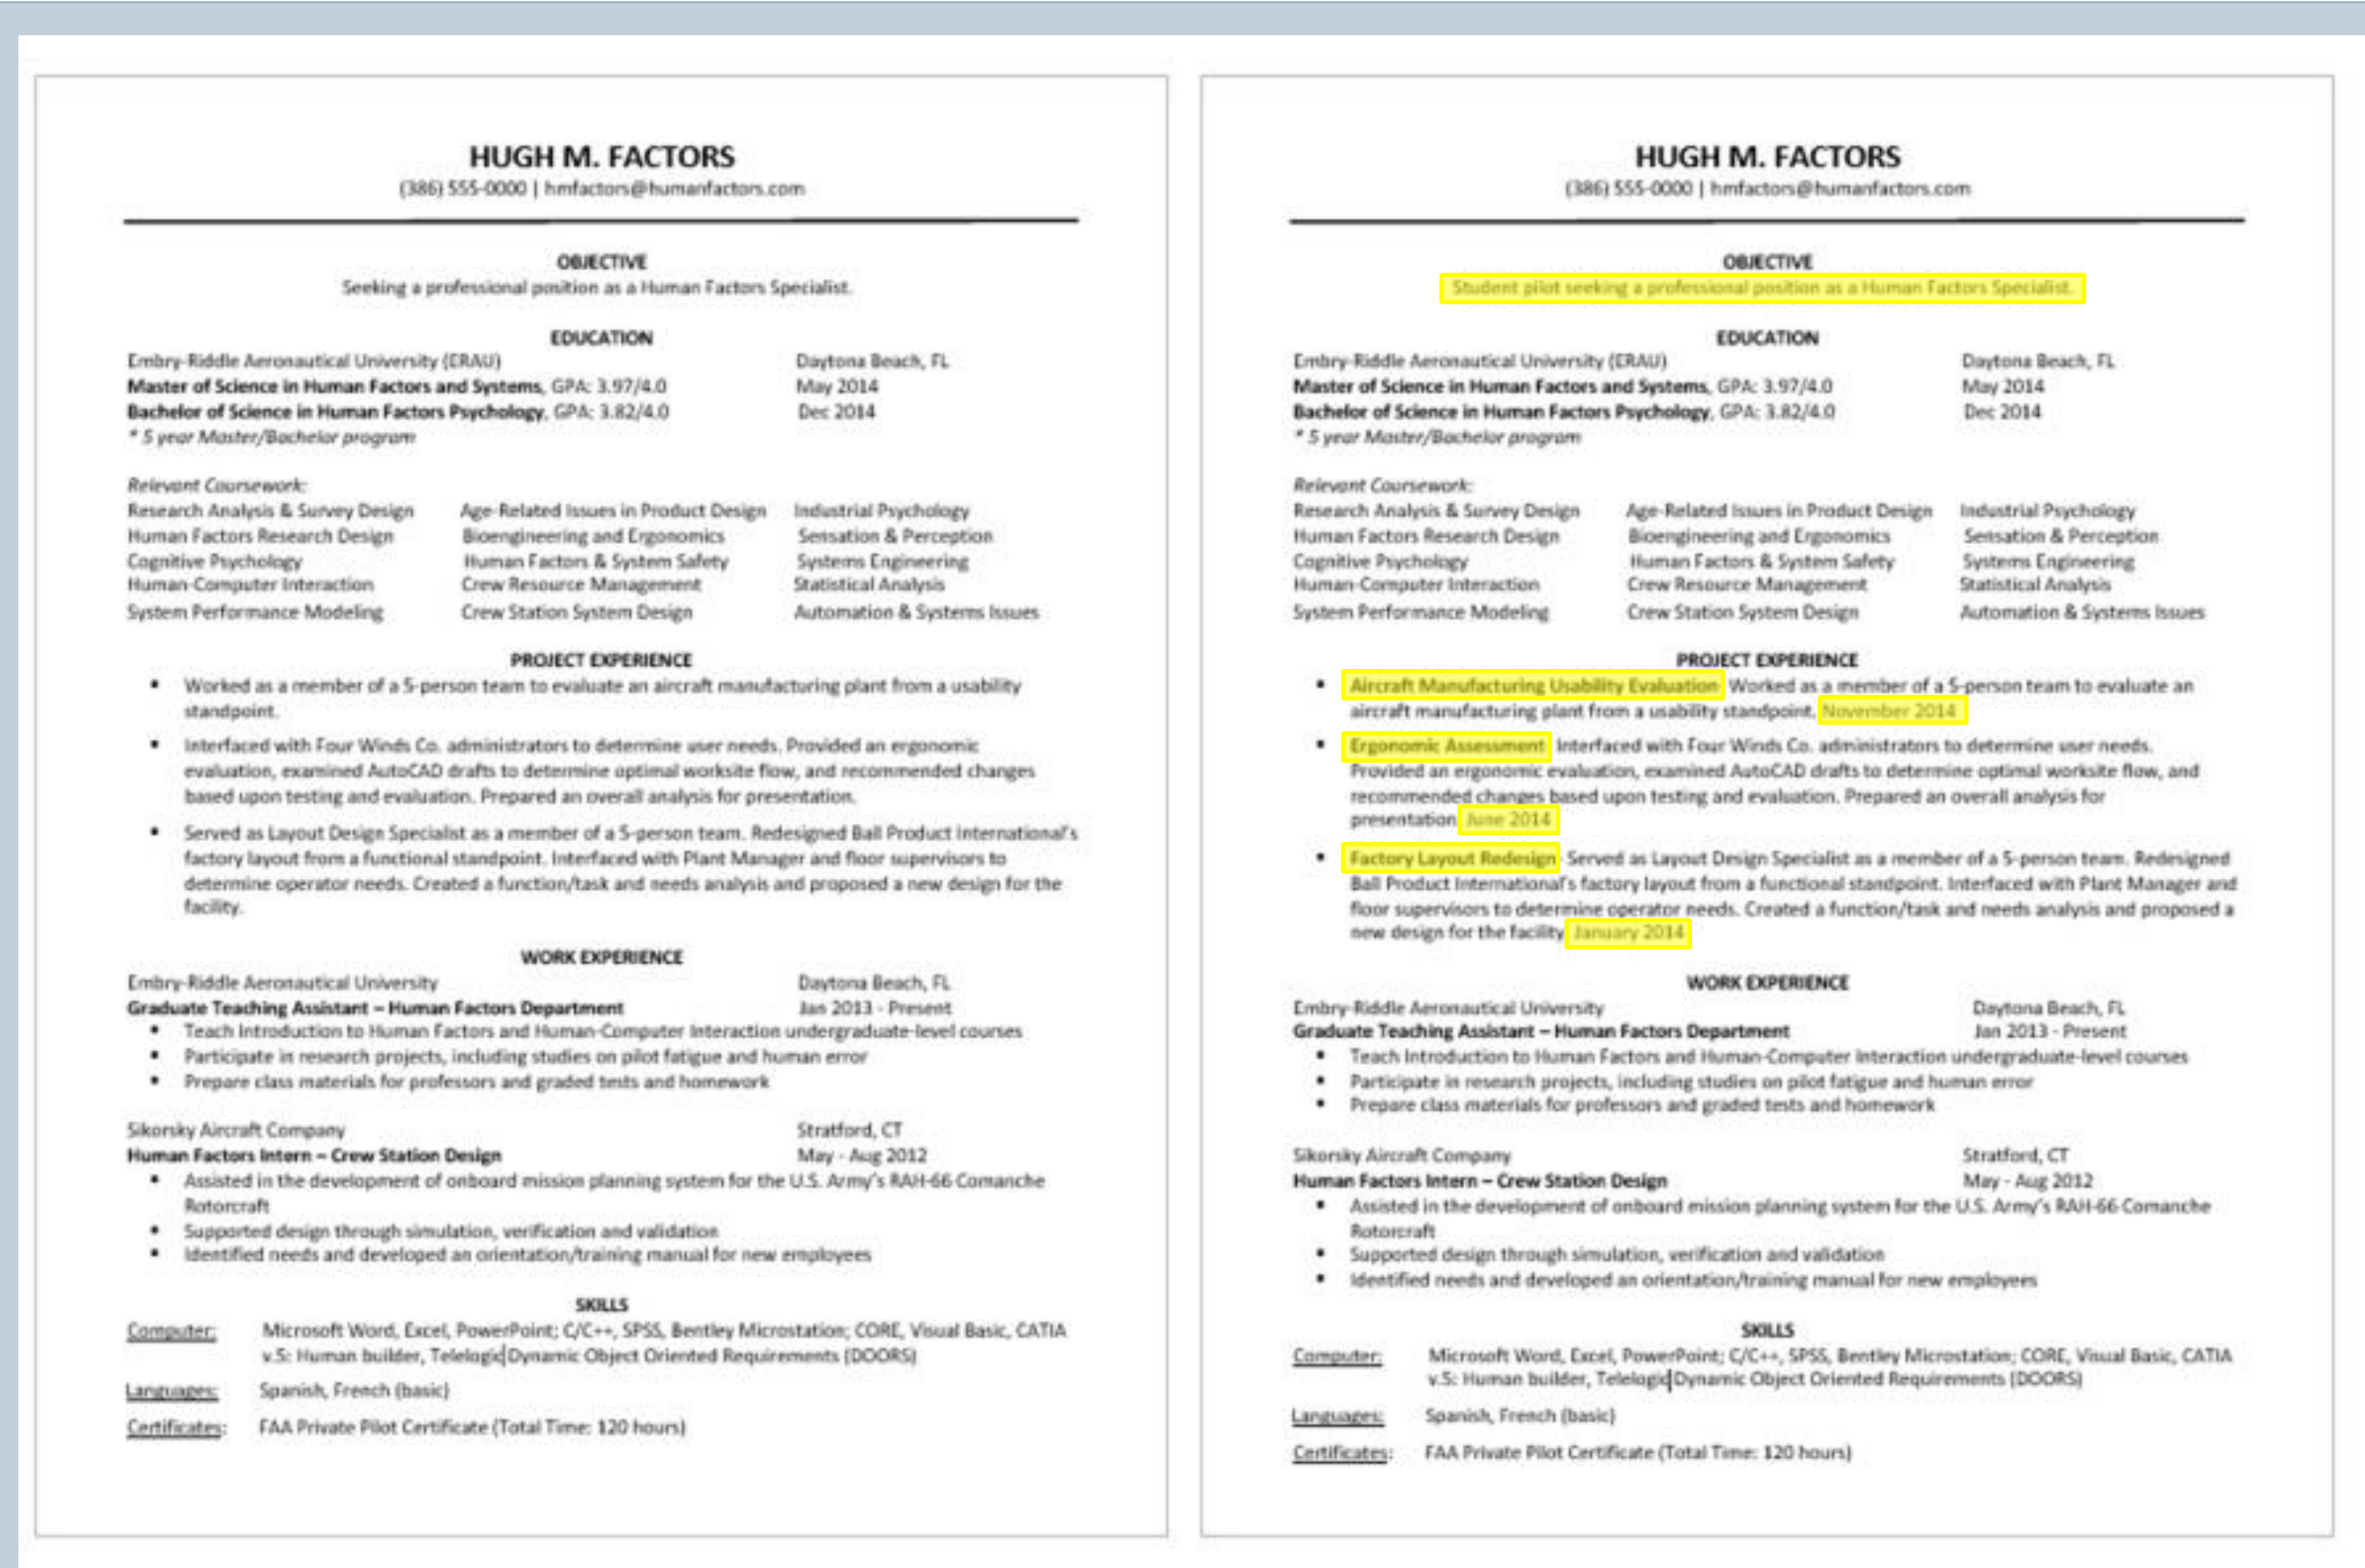 HUGH M. FACTORS
(386) 555-0000 | hmfactors@humanfactors.com
OBJECTIVE
Seeking a professional position as a Human Factors Specialist.
EDUCATION
Embry-Riddle Aeronautical University (ERAU) Daytona Beach, FL
Master of Science in Human Factors and Systems, GPA: 3.97/4.0 May 2014
Bachelor of Science in Human Factors Psychology, GPA: 3.82/4.0 Dec 2014
* 5 year Master/Bachelor program
Relevant Coursework:
Research Analysis & Survey Design Age-Related Issues in Product Design Industrial Psychology
Human Factors Research Design Bioengineering and Ergonomics Sensation & Perception
Cognitive Psychology Human Factors & System Safety Systems Engineering
Human-Computer Interaction Crew Resource Management Statistical Analysis
System Performance Modeling Crew Station System Design Automation & Systems Issues
PROJECT EXPERIENCE
▪ Worked as a member of a 5-person team to evaluate an aircraft manufacturing plant from a usability
standpoint.
▪ Interfaced with Four Winds Co. administrators to determine user needs. Provided an ergonomic
evaluation, examined AutoCAD drafts to determine optimal worksite flow, and recommended changes
based upon testing and evaluation. Prepared an overall analysis for presentation.
▪ Served as Layout Design Specialist as a member of a 5-person team. Redesigned Ball Product International's
factory layout from a functional standpoint. Interfaced with Plant Manager and floor supervisors to
determine operator needs. Created a function/task and needs analysis and proposed a new design for the
facility.
WORK EXPERIENCE
Embry-Riddle Aeronautical University Daytona Beach, FL
Graduate Teaching Assistant – Human Factors Department Jan 2013 - Present
▪ Teach Introduction to Human Factors and Human-Computer Interaction undergraduate-level courses
▪ Participate in research projects, including studies on pilot fatigue and human error
▪ Prepare class materials for professors and graded tests and homework
Sikorsky Aircraft Company Stratford, CT
Human Factors Intern – Crew Station Design May - Aug 2012
▪ Assisted in the development of onboard mission planning system for the U.S. Army's RAH-66 Comanche
Rotorcraft
▪ Supported design through simulation, verification and validation
▪ Identified needs and developed an orientation/training manual for new employees
SKILLS
Computer: Microsoft Word, Excel, PowerPoint; C/C++, SPSS, Bentley Microstation; CORE, Visual Basic, CATIA
v.5: Human builder, Telelogic Dynamic Object Oriented Requirements (DOORS)
Languages: Spanish, French (basic)
Certificates: FAA Private Pilot Certificate (Total Time: 120 hours)
HUGH M. FACTORS
(386) 555-0000 | hmfactors@humanfactors.com
OBJECTIVE
Student pilot seeking a professional position as a Human Factors Specialist.
EDUCATION
Embry-Riddle Aeronautical University (ERAU) Daytona Beach, FL
Master of Science in Human Factors and Systems, GPA: 3.97/4.0 May 2014
Bachelor of Science in Human Factors Psychology, GPA: 3.82/4.0 Dec 2014
* 5 year Master/Bachelor program
Relevant Coursework:
Research Analysis & Survey Design Age-Related Issues in Product Design Industrial Psychology
Human Factors Research Design Bioengineering and Ergonomics Sensation & Perception
Cognitive Psychology Human Factors & System Safety Systems Engineering
Human-Computer Interaction Crew Resource Management Statistical Analysis
System Performance Modeling Crew Station System Design Automation & Systems Issues
PROJECT EXPERIENCE
▪ Aircraft Manufacturing Usability Evaluation Worked as a member of a 5-person team to evaluate an
aircraft manufacturing plant from a usability standpoint. November 2014
▪ Ergonomic Assessment Interfaced with Four Winds Co. administrators to determine user needs.
Provided an ergonomic evaluation, examined AutoCAD drafts to determine optimal worksite flow, and
recommended changes based upon testing and evaluation. Prepared an overall analysis for
presentation June 2014
▪ Factory Layout Redesign Served as Layout Design Specialist as a member of a 5-person team. Redesigned
Ball Product International's factory layout from a functional standpoint. Interfaced with Plant Manager and
floor supervisors to determine operator needs. Created a function/task and needs analysis and proposed a
new design for the facility January 2014
WORK EXPERIENCE
Embry-Riddle Aeronautical University Daytona Beach, FL
Graduate Teaching Assistant – Human Factors Department Jan 2013 - Present
▪ Teach Introduction to Human Factors and Human-Computer Interaction undergraduate-level courses
▪ Participate in research projects, including studies on pilot fatigue and human error
▪ Prepare class materials for professors and graded tests and homework
Sikorsky Aircraft Company Stratford, CT
Human Factors Intern – Crew Station Design May - Aug 2012
▪ Assisted in the development of onboard mission planning system for the U.S. Army's RAH-66 Comanche
Rotorcraft
▪ Supported design through simulation, verification and validation
▪ Identified needs and developed an orientation/training manual for new employees
SKILLS
Computer: Microsoft Word, Excel, PowerPoint; C/C++, SPSS, Bentley Microstation; CORE, Visual Basic, CATIA
v.5: Human builder, Telelogic Dynamic Object Oriented Requirements (DOORS)
Languages: Spanish, French (basic)
Certificates: FAA Private Pilot Certificate (Total Time: 120 hours)